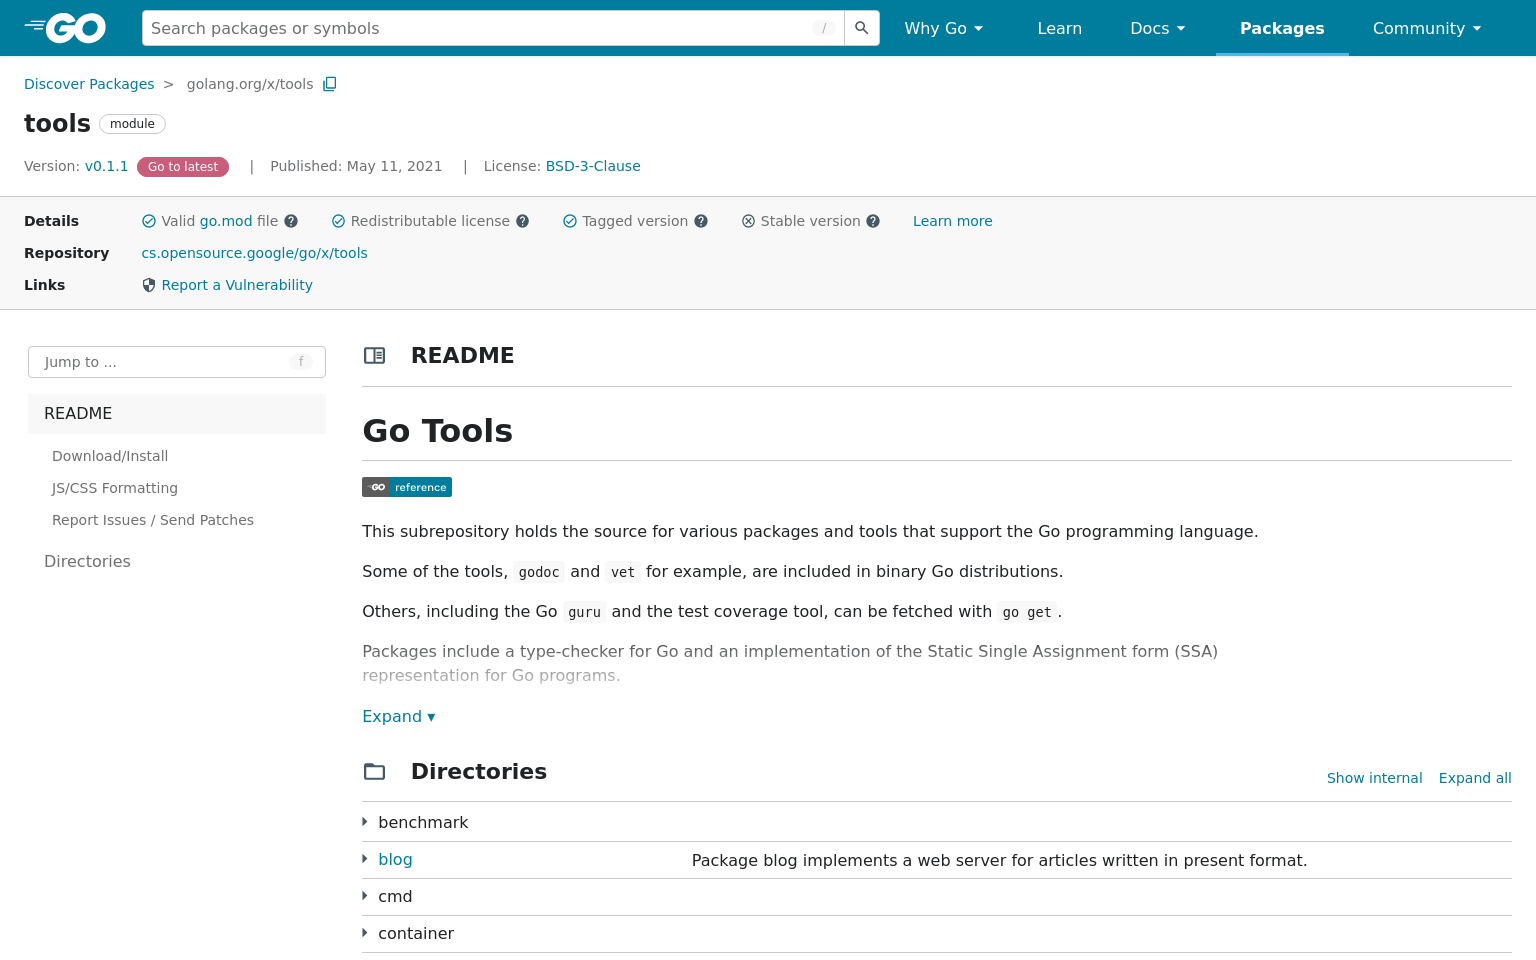 GO
Search packages or symbols /
Why Go
Learn
Docs
Packages
Community
Discover Packages > golang.org/x/tools
tools module
Version: v0.1.1 Go to latest | Published: May 11, 2021 | License: BSD-3-Clause
Details Valid go.mod file Redistributable license Tagged version Stable version Learn more
Repository cs.opensource.google/go/x/tools
Links Report a Vulnerability
Jump to ... f
README
Download/Install
JS/CSS Formatting
Report Issues / Send Patches
Directories
README
Go Tools
GO reference
This subrepository holds the source for various packages and tools that support the Go programming language.
Some of the tools, godoc and vet for example, are included in binary Go distributions.
Others, including the Go guru and the test coverage tool, can be fetched with go get.
Packages include a type-checker for Go and an implementation of the Static Single Assignment form (SSA)
representation for Go programs.
Expand ▾
Directories Show internal Expand all
benchmark
blog Package blog implements a web server for articles written in present format.
cmd
container